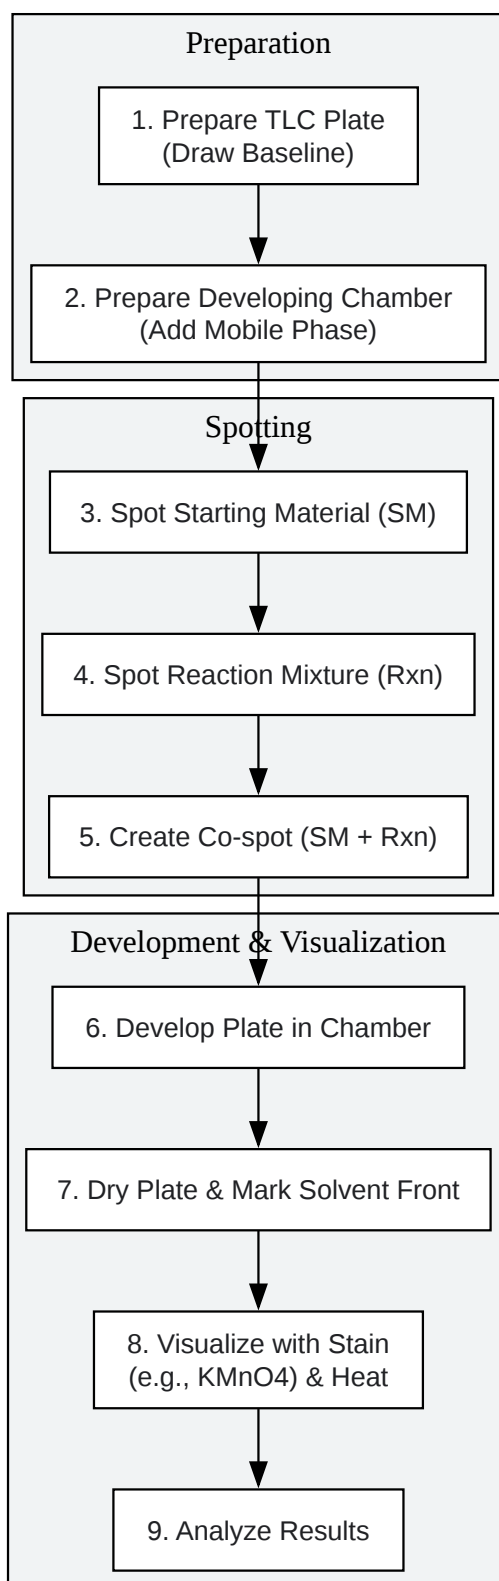 Preparation
1. Prepare TLC Plate
(Draw Baseline)
2. Prepare Developing Chamber
(Add Mobile Phase)
Spotting
3. Spot Starting Material (SM)
4. Spot Reaction Mixture (Rxn)
5. Create Co-spot (SM + Rxn)
Development & Visualization
6. Develop Plate in Chamber
7. Dry Plate & Mark Solvent Front
8. Visualize with Stain
(e.g., KMnO4) & Heat
9. Analyze Results